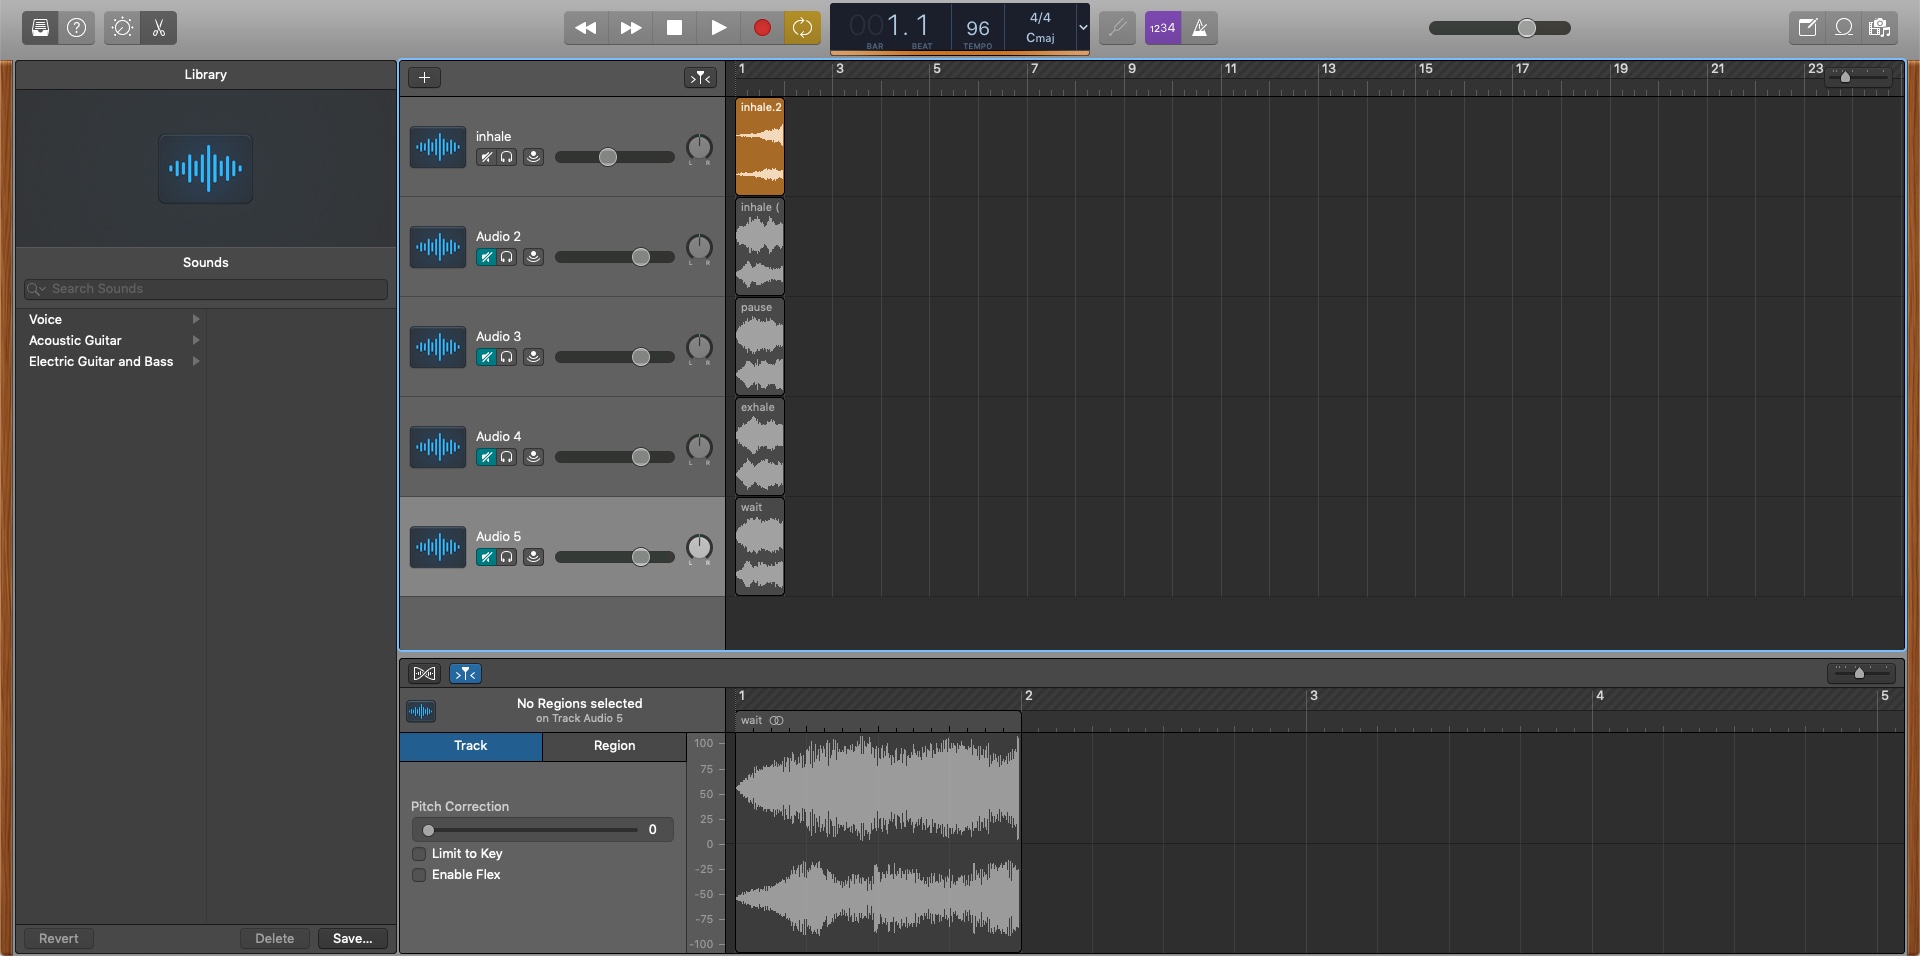 001.1
BAR BEAT
96
TEMPO
4/4
Cmaj
1234
Library
Sounds
Search Sounds
Voice
Acoustic Guitar
Electric Guitar and Bass
Revert
Delete
Save...
1 3 5 7 9 11 13 15 17 19 21 23
inhale
L R
inhale.2
Audio 2
L R
inhale (
Audio 3
L R
pause
Audio 4
L R
exhale
Audio 5
L R
wait
No Regions selected
on Track Audio 5
1 2 3 4 5
wait
Track
Region
Pitch Correction
0
Limit to Key
Enable Flex
100
75
50
25
0
-25
-50
-75
-100